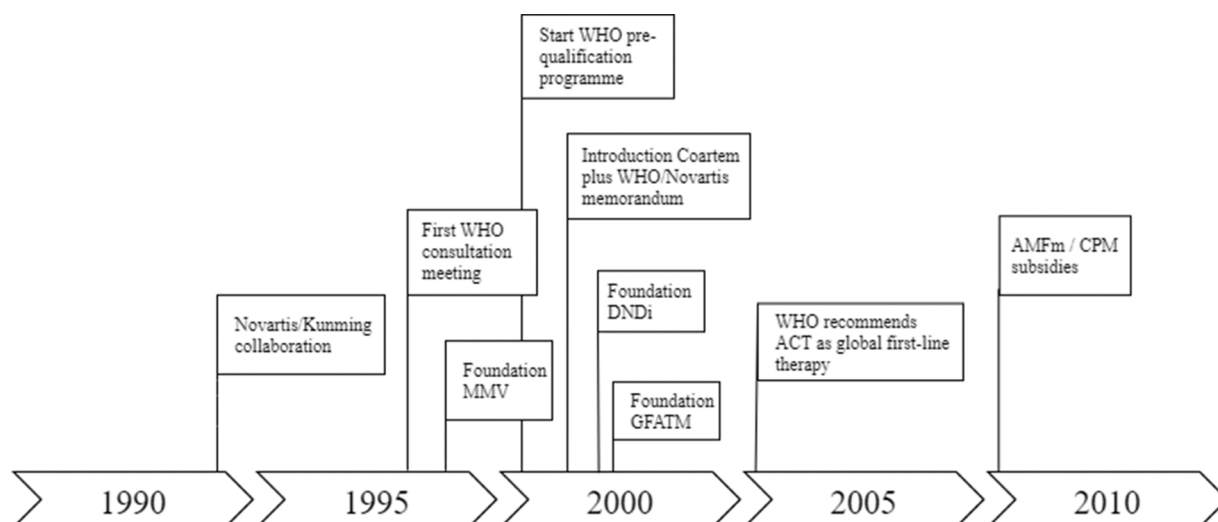 Start WHO pre-
qualification
programme
Introduction Coartem
plus WHO/Novartis
memorandum
First WHO
consultation
meeting
AMFm / CPM
subsidies
Foundation
DNDi
Novartis/Kunming
collaboration
WHO recommends
ACT as global first-line
therapy
Foundation
MMV
Foundation
GFATM
1990
1995
2000
2005
2010